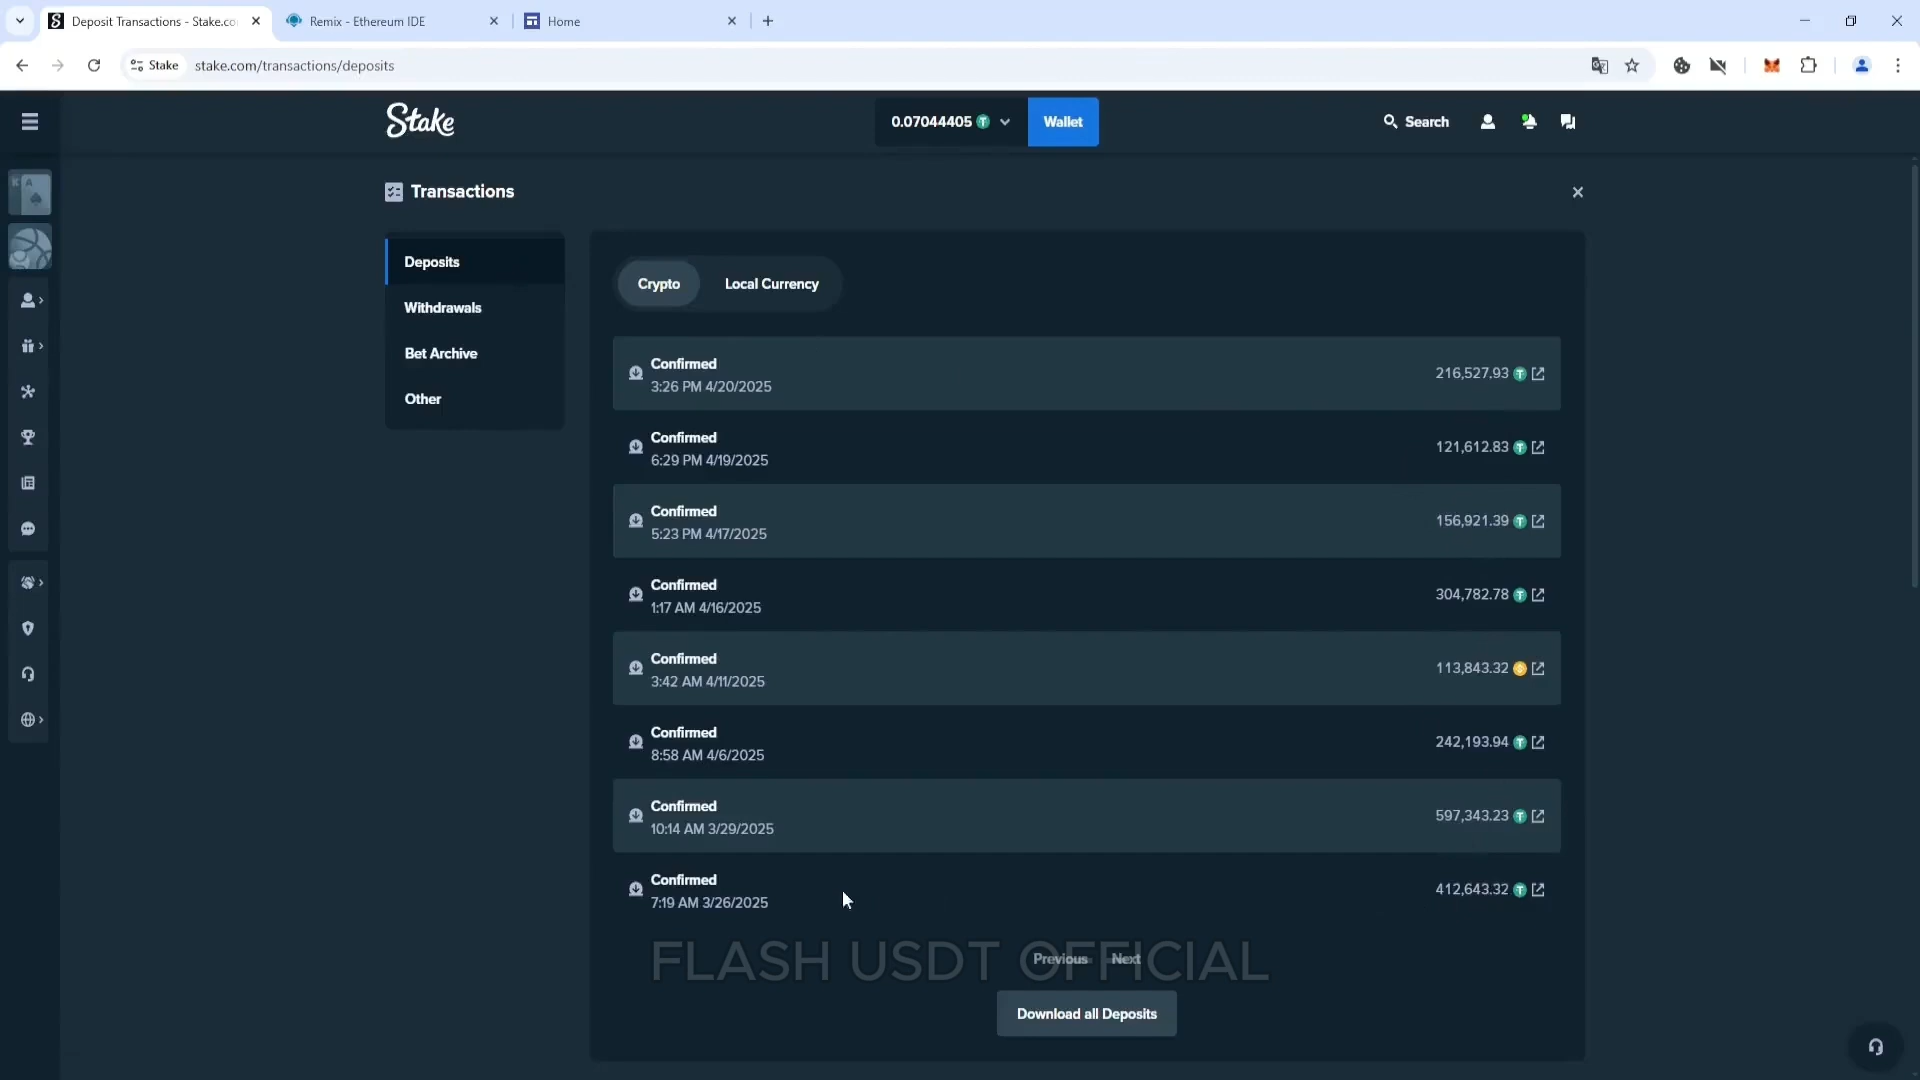 Deposit Transactions - Stake.co
Remix - Ethereum IDE
Home
Stake
stake.com/transactions/deposits
Stake
0.07044405
Wallet
Search
Transactions
Deposits
Withdrawals
Bet Archive
Other
Crypto
Local Currency
Confirmed
3:26 PM 4/20/2025
216,527.93
Confirmed
6:29 PM 4/19/2025
121,612.83
Confirmed
5:23 PM 4/17/2025
156,921.39
Confirmed
1:17 AM 4/16/2025
304,782.78
Confirmed
3:42 AM 4/11/2025
113,843.32
Confirmed
8:58 AM 4/6/2025
242,193.94
Confirmed
10:14 AM 3/29/2025
597,343.23
Confirmed
7:19 AM 3/26/2025
412,643.32
FLASH USDT OFFICIAL
Previous
Next
Download all Deposits